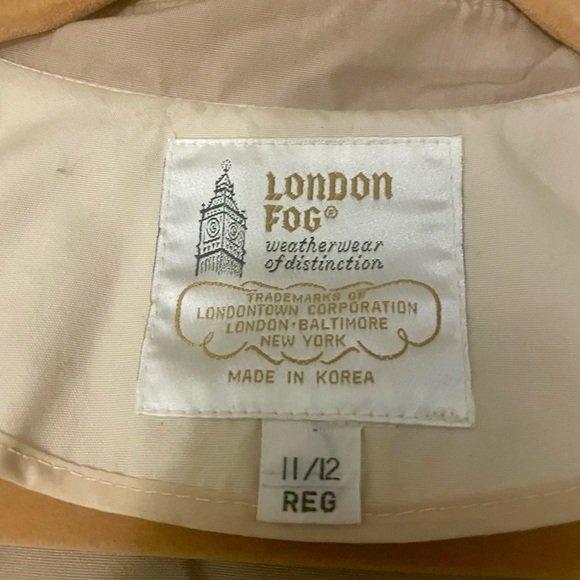 LONDON
FOG®
weatherwear
of distinction
TRADEMARKS OF
LONDONTOWN CORPORATION
LONDON·BALTIMORE
NEW YORK
MADE IN KOREA
11/12
REG